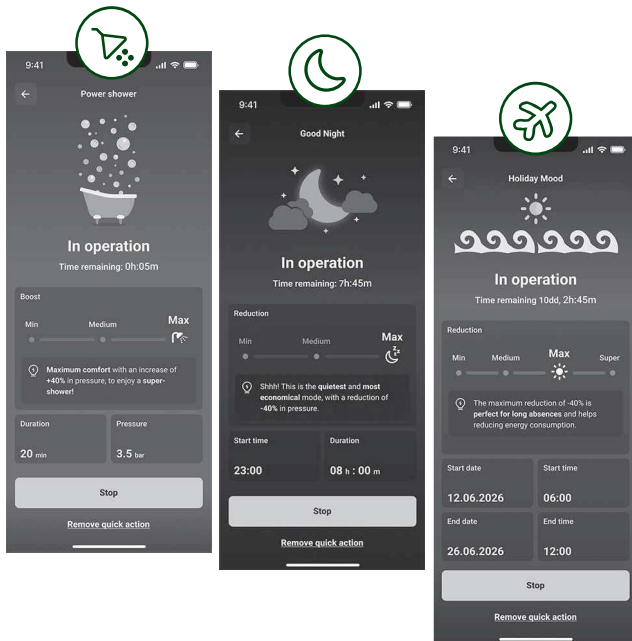 9:41
Power shower
In operation
Time remaining: 0h:05m
Boost
Min Medium Max
Maximum comfort with an increase of
+40% in pressure, to enjoy a super-
shower!
Duration Pressure
20 min 3.5 bar
Stop
Remove quick action
9:41
Good Night
In operation
Time remaining: 7h:45m
Reduction
Min Medium Max
z z z
Shhh! This is the quietest and most
economical mode, with a reduction of
-40% in pressure.
Start time Duration
23:00 08 h : 00 m
Stop
Remove quick action
9:41
Holiday Mood
In operation
Time remaining 10dd, 2h:45m
Reduction
Min Medium Max Super
The maximum reduction of -40% is
perfect for long absences and helps
reducing energy consumption.
Start date Start time
12.06.2026 06:00
End date End time
26.06.2026 12:00
Stop
Remove quick action